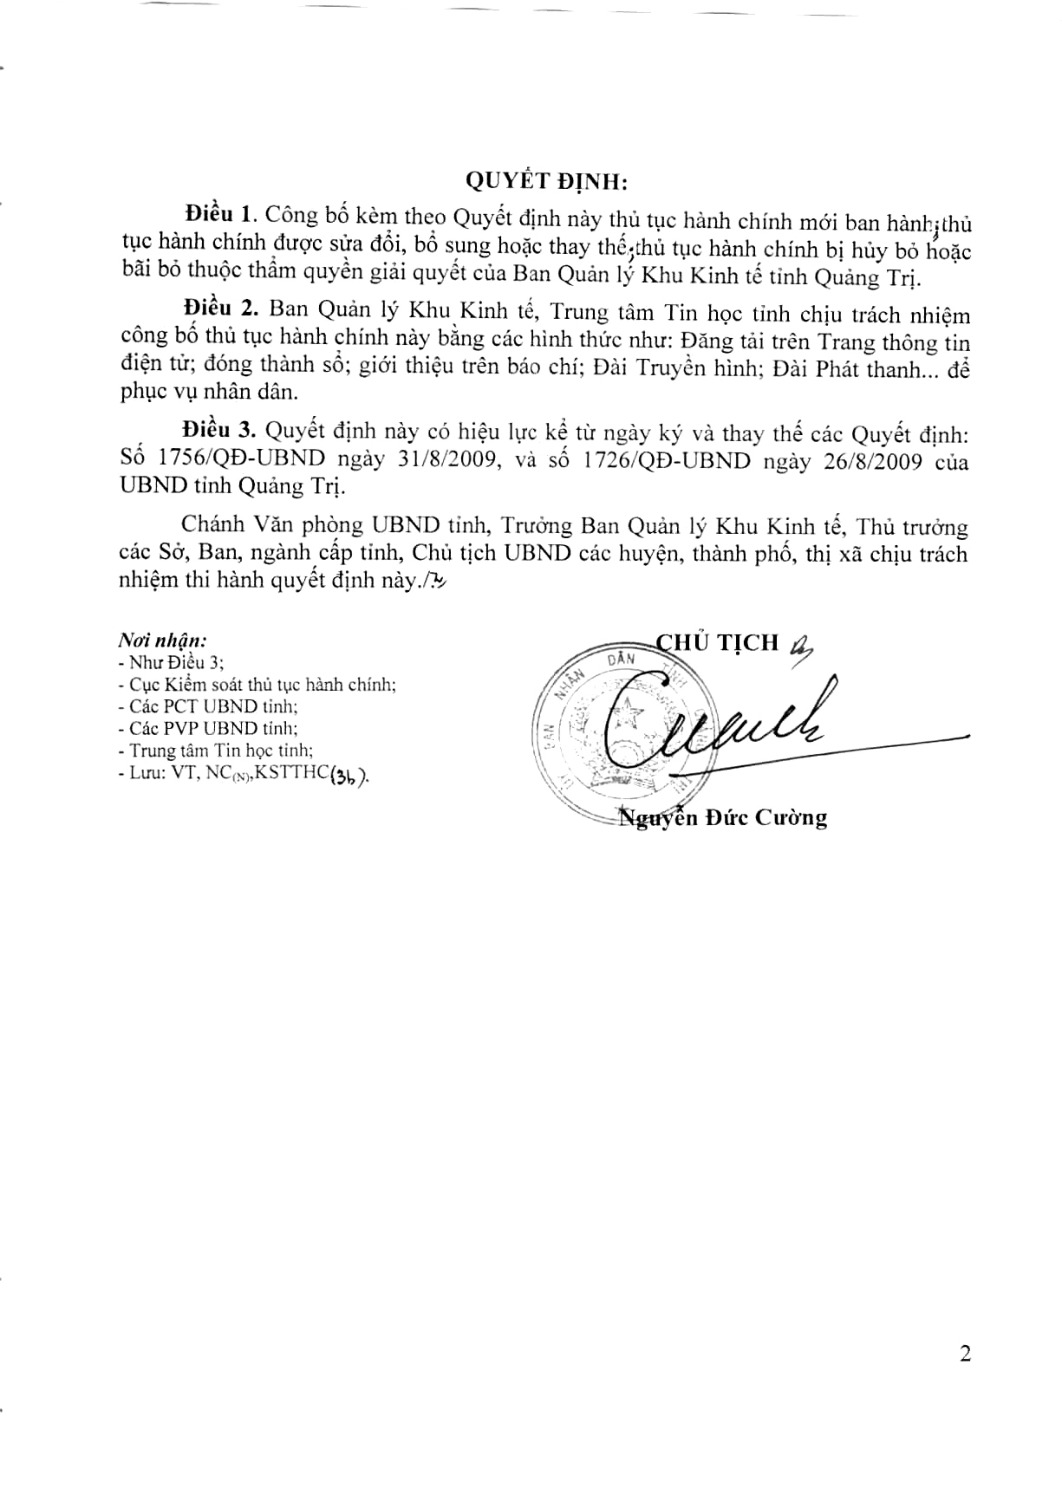 QUYẾT ĐỊNH:
Điều 1. Công bố kèm theo Quyết định này thủ tục hành chính mới ban hành; thủ
tục hành chính được sửa đổi, bổ sung hoặc thay thế; thủ tục hành chính bị hủy bỏ hoặc
bãi bỏ thuộc thẩm quyền giải quyết của Ban Quản lý Khu Kinh tế tỉnh Quảng Trị.
Điều 2. Ban Quản lý Khu Kinh tế, Trung tâm Tin học tỉnh chịu trách nhiệm
công bố thủ tục hành chính này bằng các hình thức như: Đăng tải trên Trang thông tin
điện tử; đóng thành sổ; giới thiệu trên báo chí; Đài Truyền hình; Đài Phát thanh... để
phục vụ nhân dân.
Điều 3. Quyết định này có hiệu lực kể từ ngày ký và thay thế các Quyết định:
Số 1756/QĐ-UBND ngày 31/8/2009, và số 1726/QĐ-UBND ngày 26/8/2009 của
UBND tỉnh Quảng Trị.
Chánh Văn phòng UBND tỉnh, Trưởng Ban Quản lý Khu Kinh tế, Thủ trưởng
các Sở, Ban, ngành cấp tỉnh, Chủ tịch UBND các huyện, thành phố, thị xã chịu trách
nhiệm thi hành quyết định này./
Nơi nhận:
- Như Điều 3;
- Cục Kiểm soát thủ tục hành chính;
- Các PCT UBND tỉnh;
- Các PVP UBND tỉnh;
- Trung tâm Tin học tỉnh;
- Lưu: VT, NC(N),KSTTHC(3b).
CHỦ TỊCH
BAN NHÂN DÂN TỈNH
Nguyễn Đức Cường
2